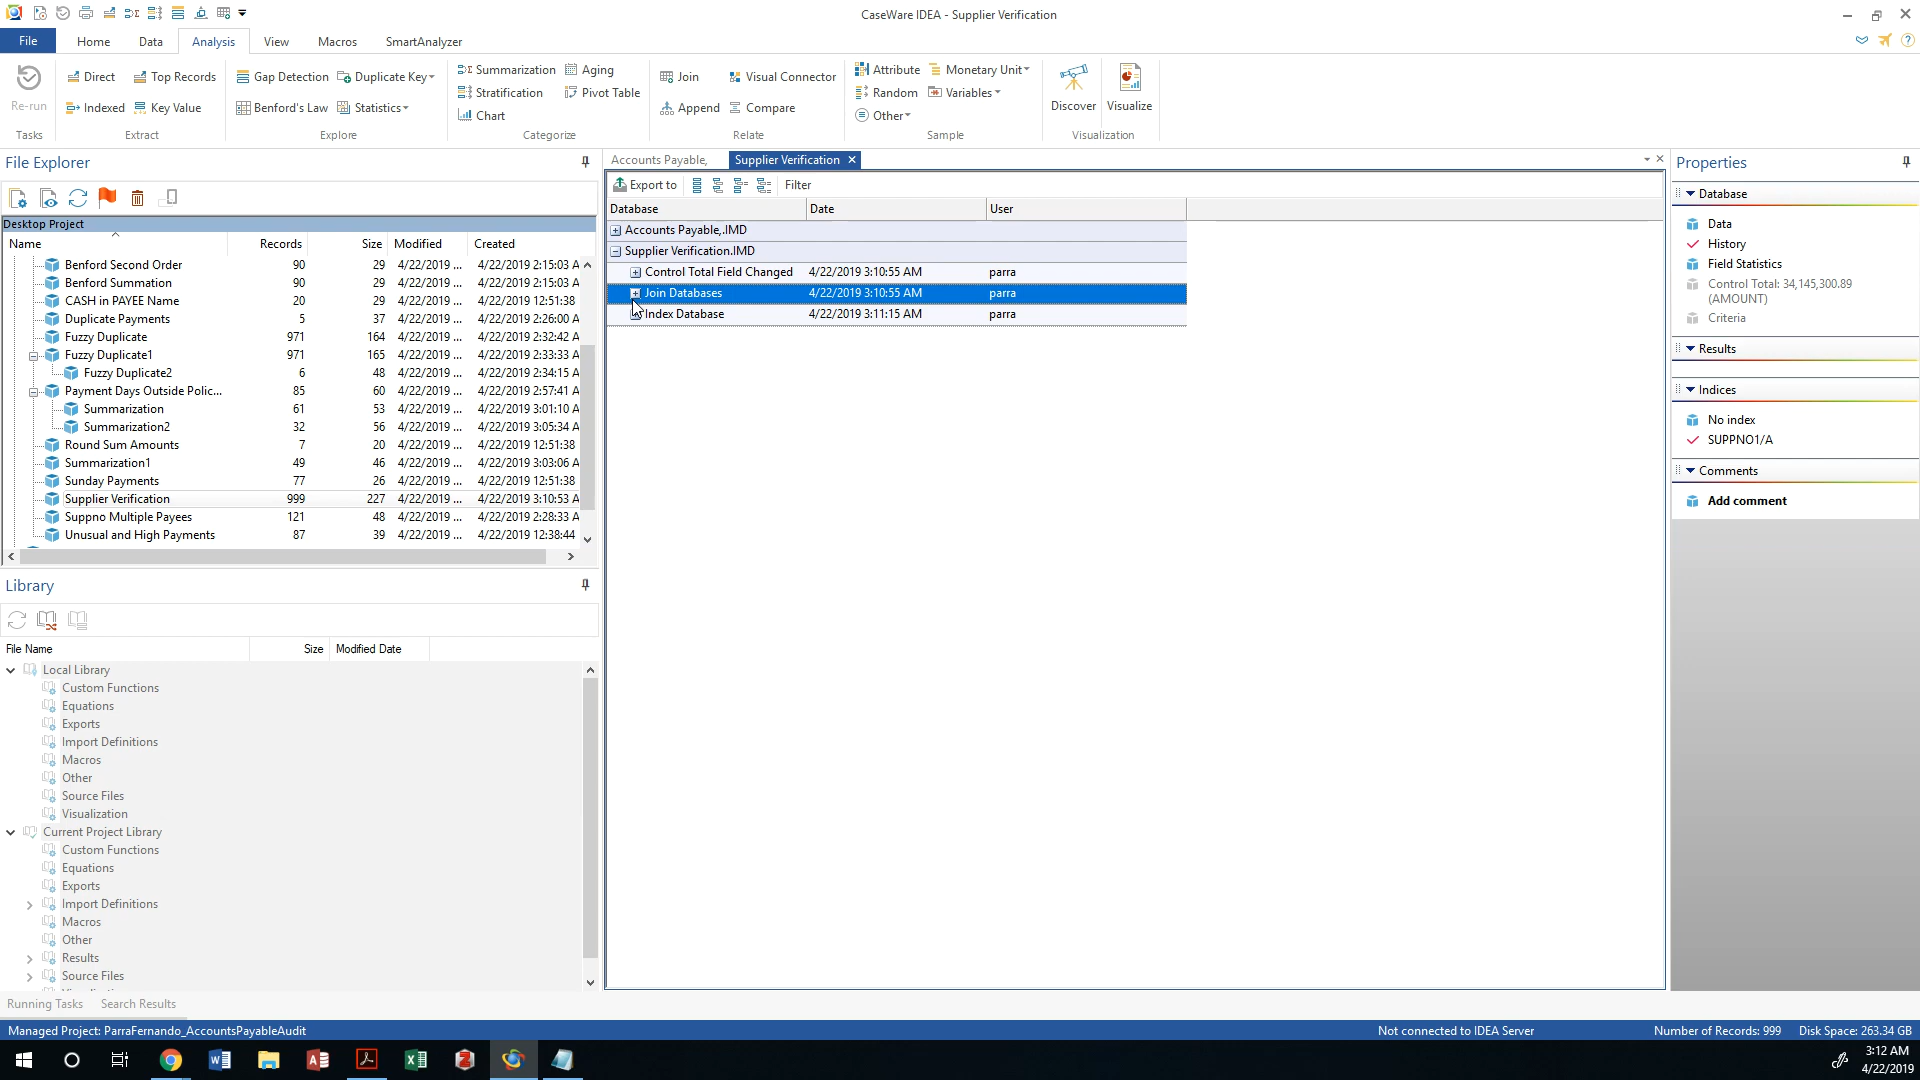 CaseWare IDEA - Supplier Verification
File Home Data Analysis View Macros SmartAnalyzer
Re-run
Tasks
Direct Top Records
Indexed Key Value
Extract
Gap Detection Duplicate Key
Benford's Law Statistics
Explore
Summarization Aging
Stratification Pivot Table
Chart
Categorize
Join Visual Connector
Append Compare
Relate
Attribute Monetary Unit
Random Variables
Other
Sample
Discover Visualize
Visualization
File Explorer
Desktop Project
Name Records Size Modified Created
Benford Second Order 90 29 4/22/2019 ... 4/22/2019 2:15:03 A
Benford Summation 90 29 4/22/2019 ... 4/22/2019 2:15:03 A
CASH in PAYEE Name 20 29 4/22/2019 ... 4/22/2019 12:51:38
Duplicate Payments 5 37 4/22/2019 ... 4/22/2019 2:26:00 A
Fuzzy Duplicate 971 164 4/22/2019 ... 4/22/2019 2:32:42 A
Fuzzy Duplicate1 971 165 4/22/2019 ... 4/22/2019 2:33:33 A
Fuzzy Duplicate2 6 48 4/22/2019 ... 4/22/2019 2:34:15 A
Payment Days Outside Polic... 85 60 4/22/2019 ... 4/22/2019 2:57:41 A
Summarization 61 53 4/22/2019 ... 4/22/2019 3:01:10 A
Summarization2 32 56 4/22/2019 ... 4/22/2019 3:05:34 A
Round Sum Amounts 7 20 4/22/2019 ... 4/22/2019 12:51:38
Summarization1 49 46 4/22/2019 ... 4/22/2019 3:03:06 A
Sunday Payments 77 26 4/22/2019 ... 4/22/2019 12:51:38
Supplier Verification 999 227 4/22/2019 ... 4/22/2019 3:10:53 A
Suppno Multiple Payees 121 48 4/22/2019 ... 4/22/2019 2:28:33 A
Unusual and High Payments 87 39 4/22/2019 ... 4/22/2019 12:38:44
Library
File Name Size Modified Date
Local Library
Custom Functions
Equations
Exports
Import Definitions
Macros
Other
Source Files
Visualization
Current Project Library
Custom Functions
Equations
Exports
Import Definitions
Macros
Other
Results
Source Files
Running Tasks Search Results
Accounts Payable, Supplier Verification
Export to Filter
Database Date User
Accounts Payable,.IMD
Supplier Verification.IMD
Control Total Field Changed 4/22/2019 3:10:55 AM parra
Join Databases 4/22/2019 3:10:55 AM parra
Index Database 4/22/2019 3:11:15 AM parra
Properties
Database
Data
History
Field Statistics
Control Total: 34,145,300.89
(AMOUNT)
Criteria
Results
Indices
No index
SUPPNO1/A
Comments
Add comment
Managed Project: ParraFernando_AccountsPayableAudit Not connected to IDEA Server Number of Records: 999 Disk Space: 263.34 GB
3:12 AM
4/22/2019